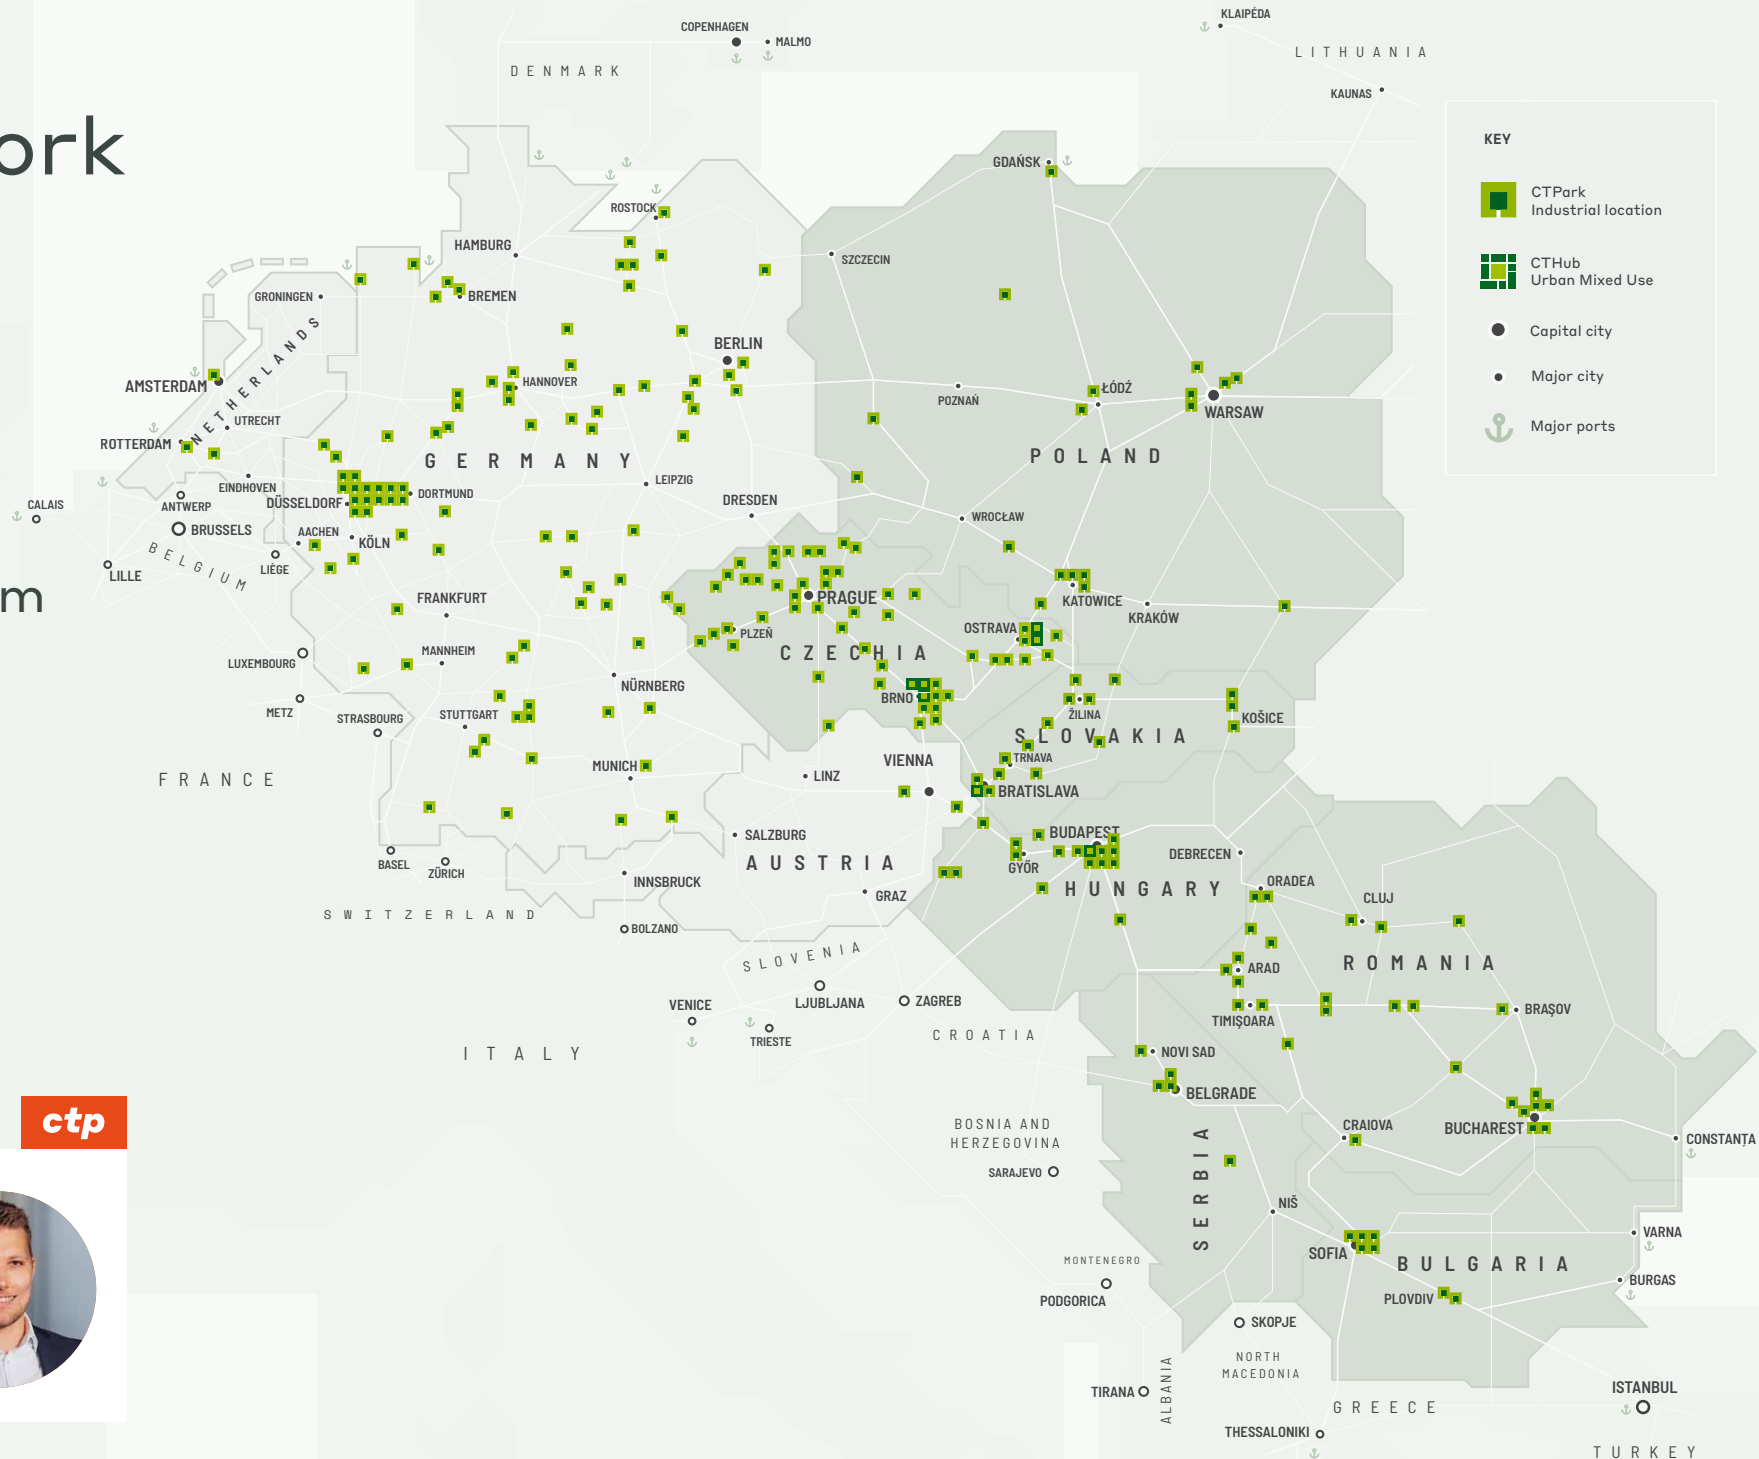 ork
m
ctp
KEY
CTPark
Industrial location
CTHub
Urban Mixed Use
Capital city
Major city
Major ports
COPENHAGEN
MALMO
DENMARK
KLAIPÉDA
LITHUANIA
KAUNAS
GDAŃSK
ROSTOCK
HAMBURG
SZCZECIN
GRONINGEN
BREMEN
NETHERLANDS
BERLIN
AMSTERDAM
HANNOVER
POZNAŃ
ŁÓDŹ
WARSAW
UTRECHT
ROTTERDAM
GERMANY
POLAND
EINDHOVEN
LEIPZIG
DORTMUND
DÜSSELDORF
ANTWERP
CALAIS
DRESDEN
WROCŁAW
BRUSSELS
AACHEN
KÖLN
BELGIUM
LIÈGE
LILLE
FRANKFURT
PRAGUE
KATOWICE
KRAKÓW
OSTRAVA
PLZEŇ
CZECHIA
MANNHEIM
LUXEMBOURG
NÜRNBERG
BRNO
METZ
STRASBOURG
STUTTGART
ŽILINA
KOŠICE
SLOVAKIA
TRNAVA
VIENNA
MUNICH
LINZ
FRANCE
BRATISLAVA
SALZBURG
BUDAPEST
DEBRECEN
BASEL
ZÜRICH
AUSTRIA
GYŐR
INNSBRUCK
HUNGARY
ORADEA
GRAZ
CLUJ
SWITZERLAND
BOLZANO
SLOVENIA
ROMANIA
ARAD
VENICE
LJUBLJANA
ZAGREB
TIMIŞOARA
BRAŞOV
TRIESTE
CROATIA
ITALY
NOVI SAD
BELGRADE
BOSNIA AND
HERZEGOVINA
CRAIOVA
BUCHAREST
CONSTANȚA
SARAJEVO
SERBIA
NIŠ
VARNA
SOFIA
BULGARIA
MONTENEGRO
BURGAS
PODGORICA
PLOVDIV
SKOPJE
NORTH
MACEDONIA
TIRANA
ALBANIA
ISTANBUL
GREECE
THESSALONIKI
TURKEY